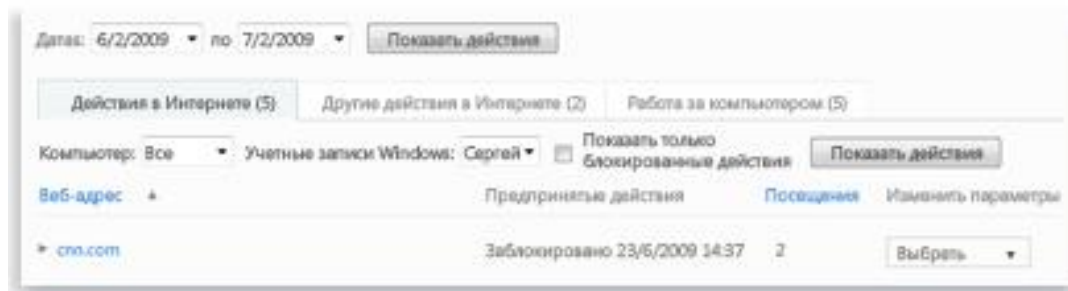 Датаs: 6/2/2009 по 7/2/2009 Показать действия
Действия в Интернете (5) Другие действия в Интернете (2) Работа за компьютером (5)
Компьютер: Все Учетные записи Windows: Сергей Показать только блокированные действия Показать действия
Веб-адрес Предпринятые действия Посещения Изменить параметры
cnn.com Заблокировано 23/6/2009 14:37 2 Выбрать